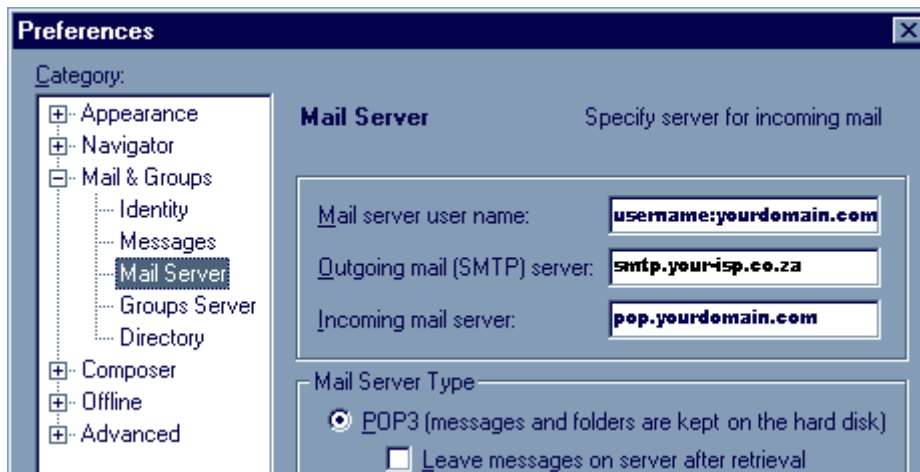 Preferences
Category:
Appearance
Navigator
Mail & Groups
Identity
Messages
Mail Server
Groups Server
Directory
Composer
Offline
Advanced
Mail Server Specify server for incoming mail
Mail server user name: username:yourdomain.com
Outgoing mail (SMTP) server: smtp.your-isp.co.za
Incoming mail server: pop.yourdomain.com
Mail Server Type
POP3 (messages and folders are kept on the hard disk)
Leave messages on server after retrieval